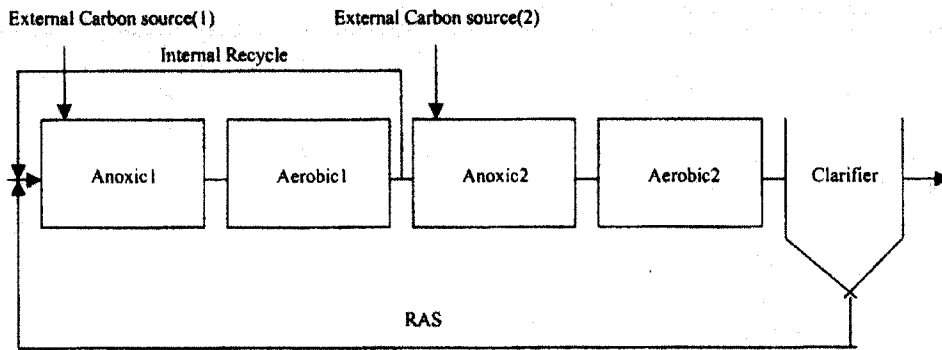 External Carbon source(1)
External Carbon source(2)
Internal Recycle
Anoxic1
Aerobic1
Anoxic2
Aerobic2
Clarifier
RAS